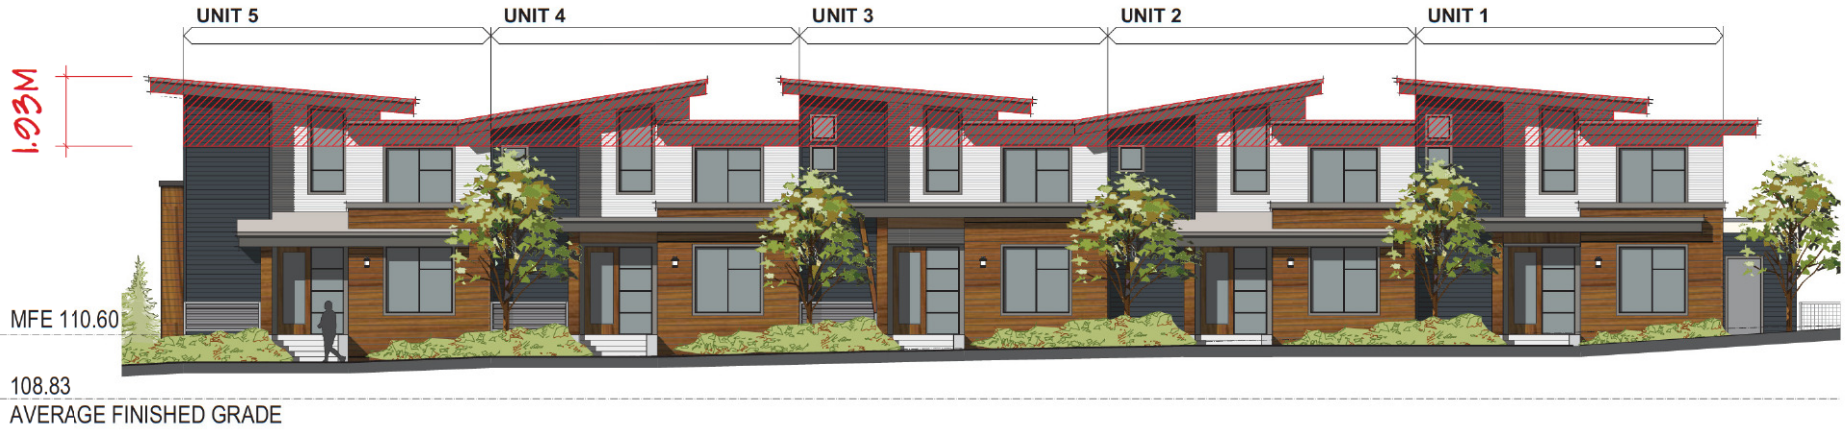 UNIT 5
UNIT 4
UNIT 3
UNIT 2
UNIT 1
1.93M
MFE 110.60
108.83
AVERAGE FINISHED GRADE